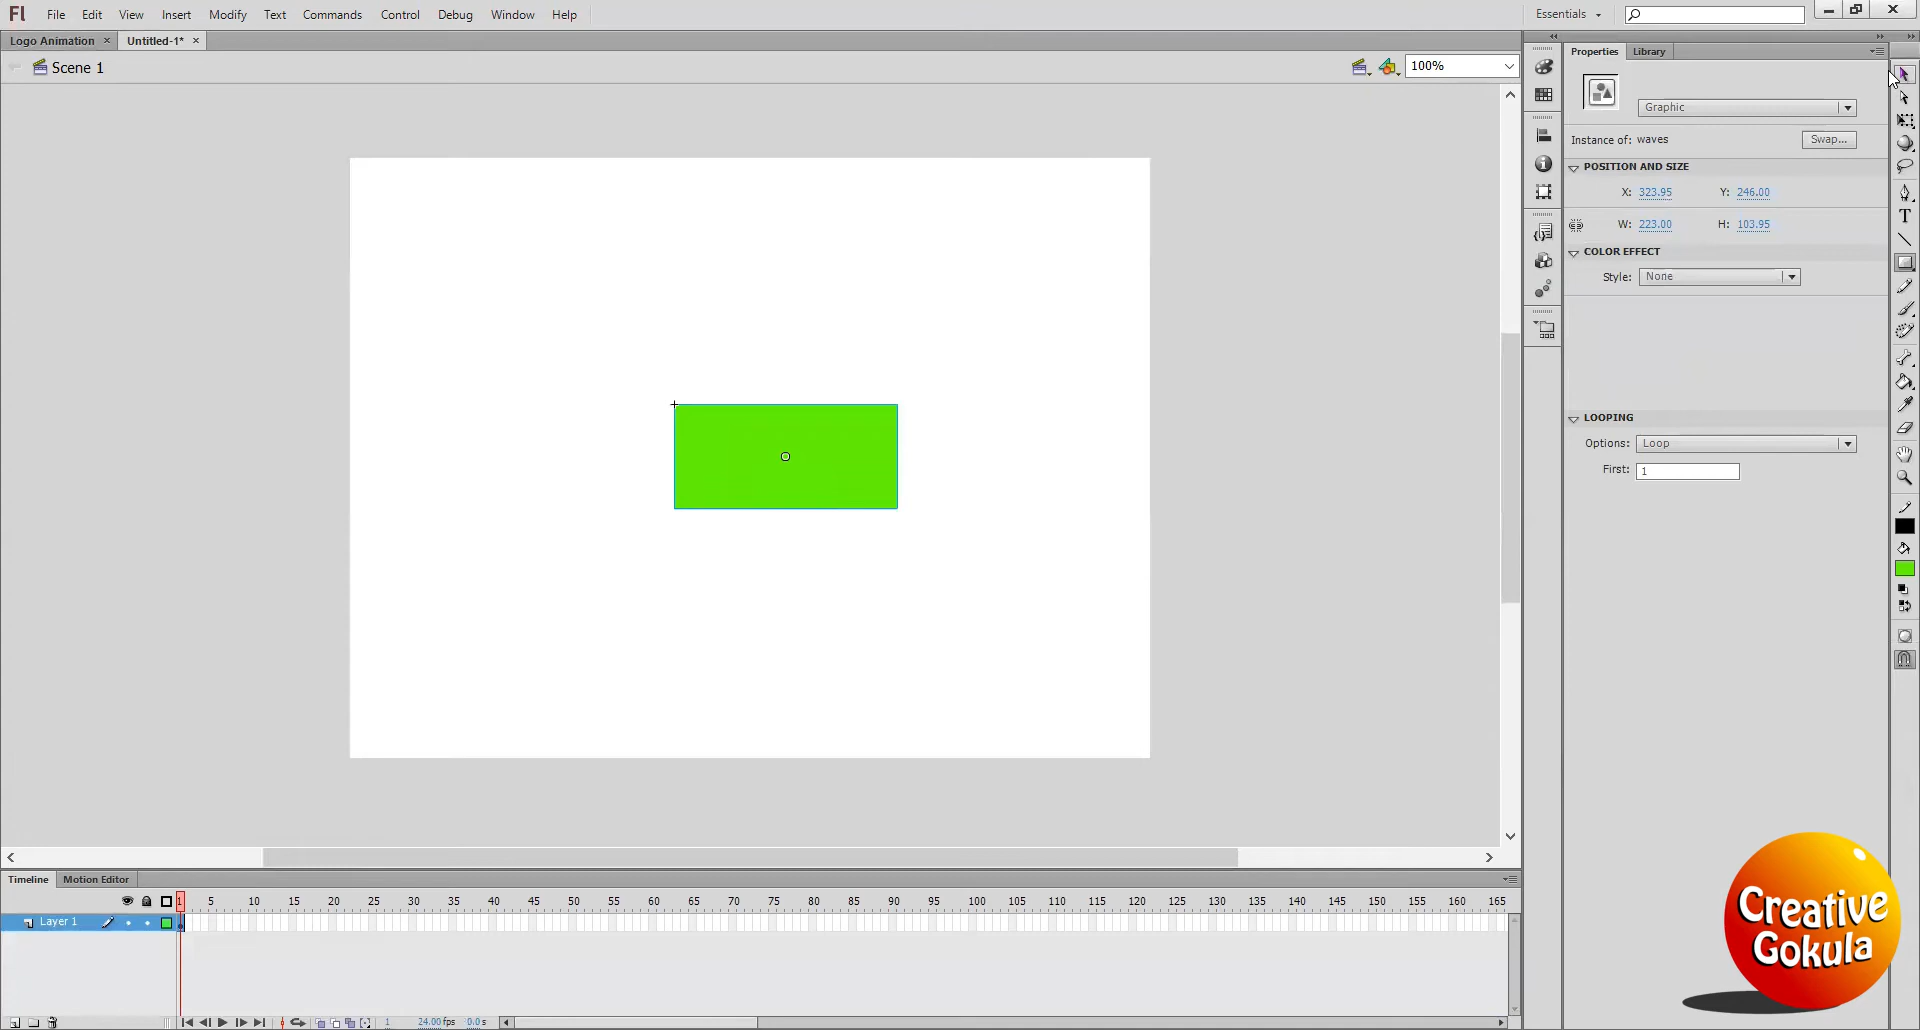 Fl File Edit View Insert Modify Text Commands Control Debug Window Help Essentials
Logo Animation × Untitled-1* ×
Scene 1 100%
Properties Library
Graphic
Instance of: waves Swap...
POSITION AND SIZE
X: 323.95 Y: 246.00
W: 223.00 H: 103.95
COLOR EFFECT
Style: None
LOOPING
Options: Loop
First: 1
T
Timeline Motion Editor
1 5 10 15 20 25 30 35 40 45 50 55 60 65 70 75 80 85 90 95 100 105 110 115 120 125 130 135 140 145 150 155 160 165
Layer 1
1 24.00 fps 0.0 s
Creative
Gokula